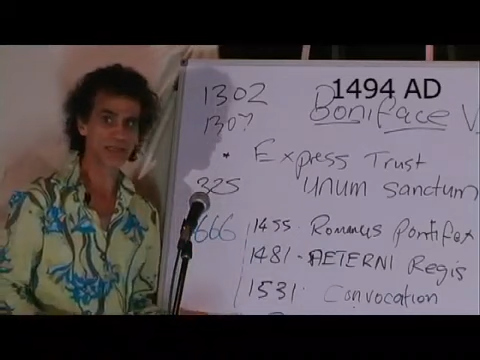 1494 AD
1302 Boniface V
1307
• Express Trust
325 Unum Sanctum
666 1455 - Romanus Pontifex
1481 - AETERNI Regis
1531 - Convocation